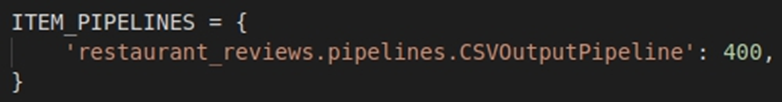 ITEM_PIPELINES = {
    'restaurant_reviews.pipelines.CSVOutputPipeline': 400,
}